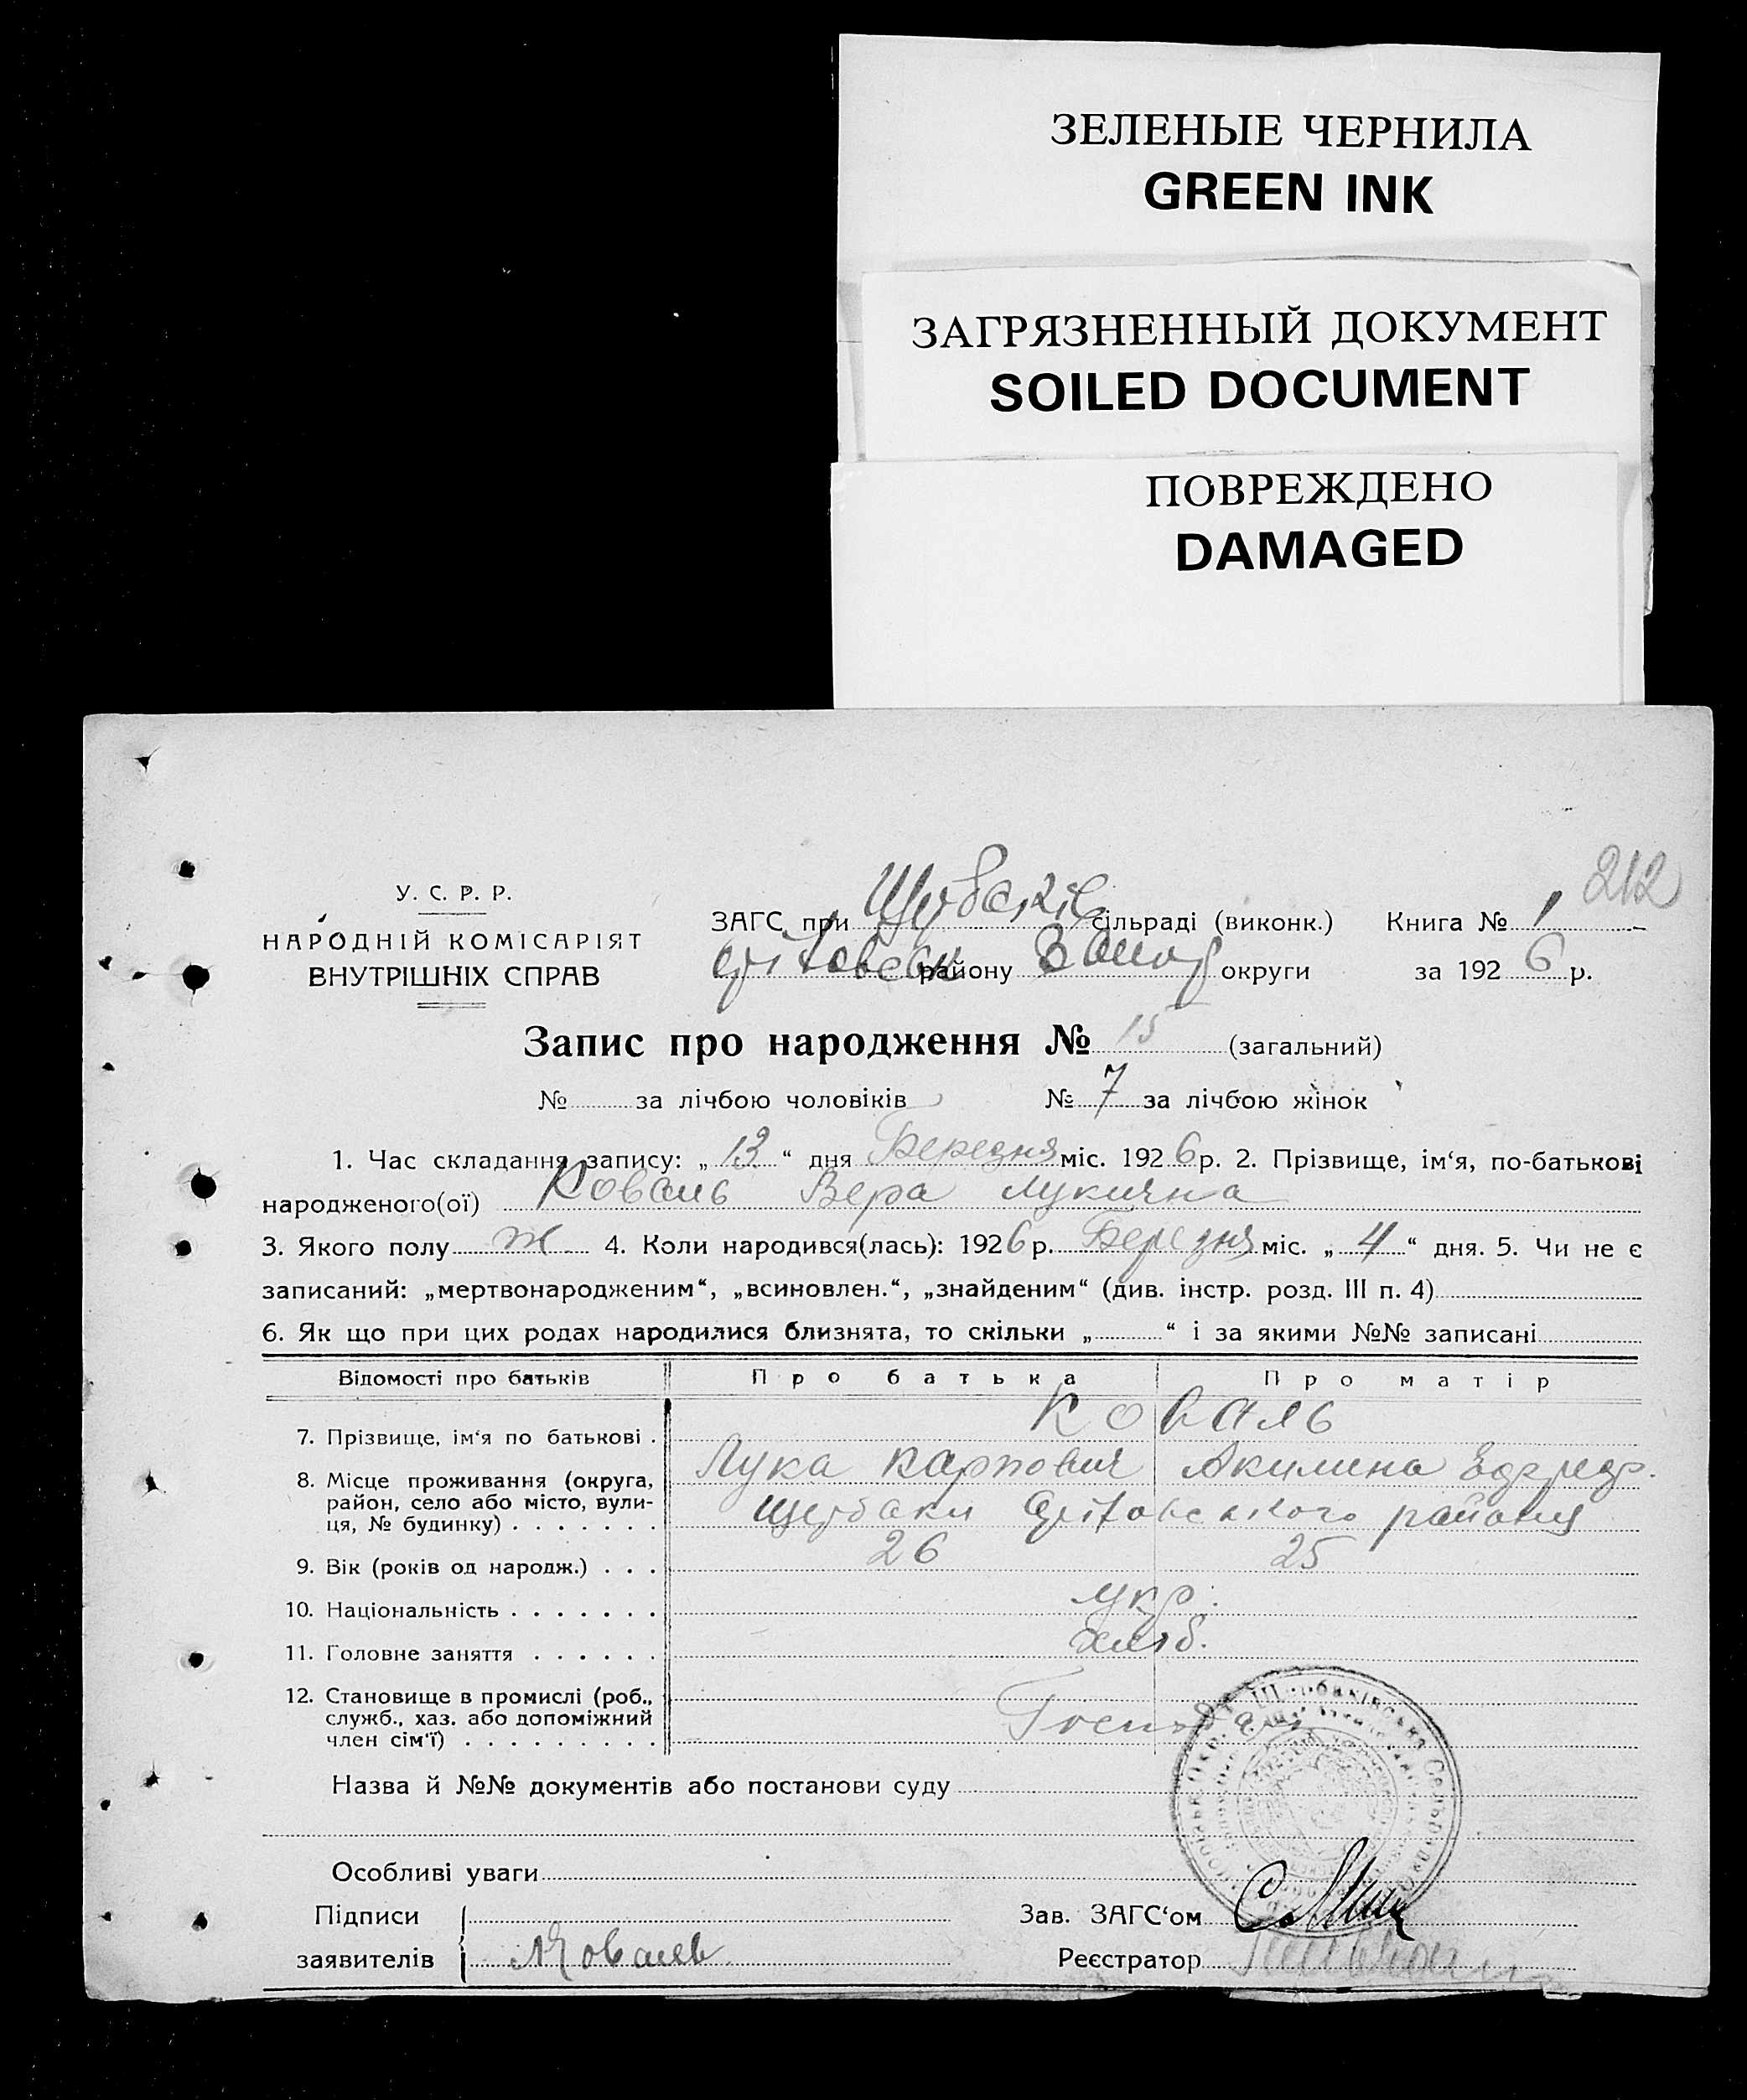 ЗЕЛЕНЫЕ ЧЕРНИЛА
GREEN INK
ЗАГРЯЗНЕННЫЙ ДОКУМЕНТ
SOILED DOCUMENT
ПОВРЕЖДЕНО
DAMAGED
212
У. С. Р. Р.
НАРОДНІЙ КОМІСАРІЯТ
ВНУТРІШНІХ СПРАВ
ЗАГС при сільраді (виконк.) Книга № 1
району Запор округи за 1926 р.
Запис про народження № 15 (загальний)
№ за лічбою чоловіків № 7 за лічбою жінок
1. Час складання запису: „13“ дня Березня міс. 1926 р. 2. Прізвище, ім‘я, по-батькові
народженого(ої) Коваль Вера Лукична
3. Якого полу ж 4. Коли народився(лась): 1926 р. Березня міс. „4“ дня. 5. Чи не є
записаний: „мертвонародженим“, „всиновлен.“, „знайденим“ (див. інстр. розд. III п. 4)
6. Як що при цих родах народилися близнята, то скільки „ “ і за якими №№ записані
Відомості про батьків Про батька Про матір
Коваль
7. Прізвище, ім‘я по батькові .
Лука Карпович Акилина
8. Місце проживання (округа,
район, село або місто, вули-
ця, № будинку) . . . . . . .
Щербаки району
9. Вік (років од народж.) . . . 26 25
10. Національність . . . . . . . укр.
11. Головне заняття . . . . . . хліб.
12. Становище в промислі (роб.,
служб., хаз. або допоміжний
член сім‘ї) . . . . . . . . .
Назва й №№ документів або постанови суду
Особливі уваги
Підписи Зав. ЗАГС‘ом
заявителів Коваль Реєстратор